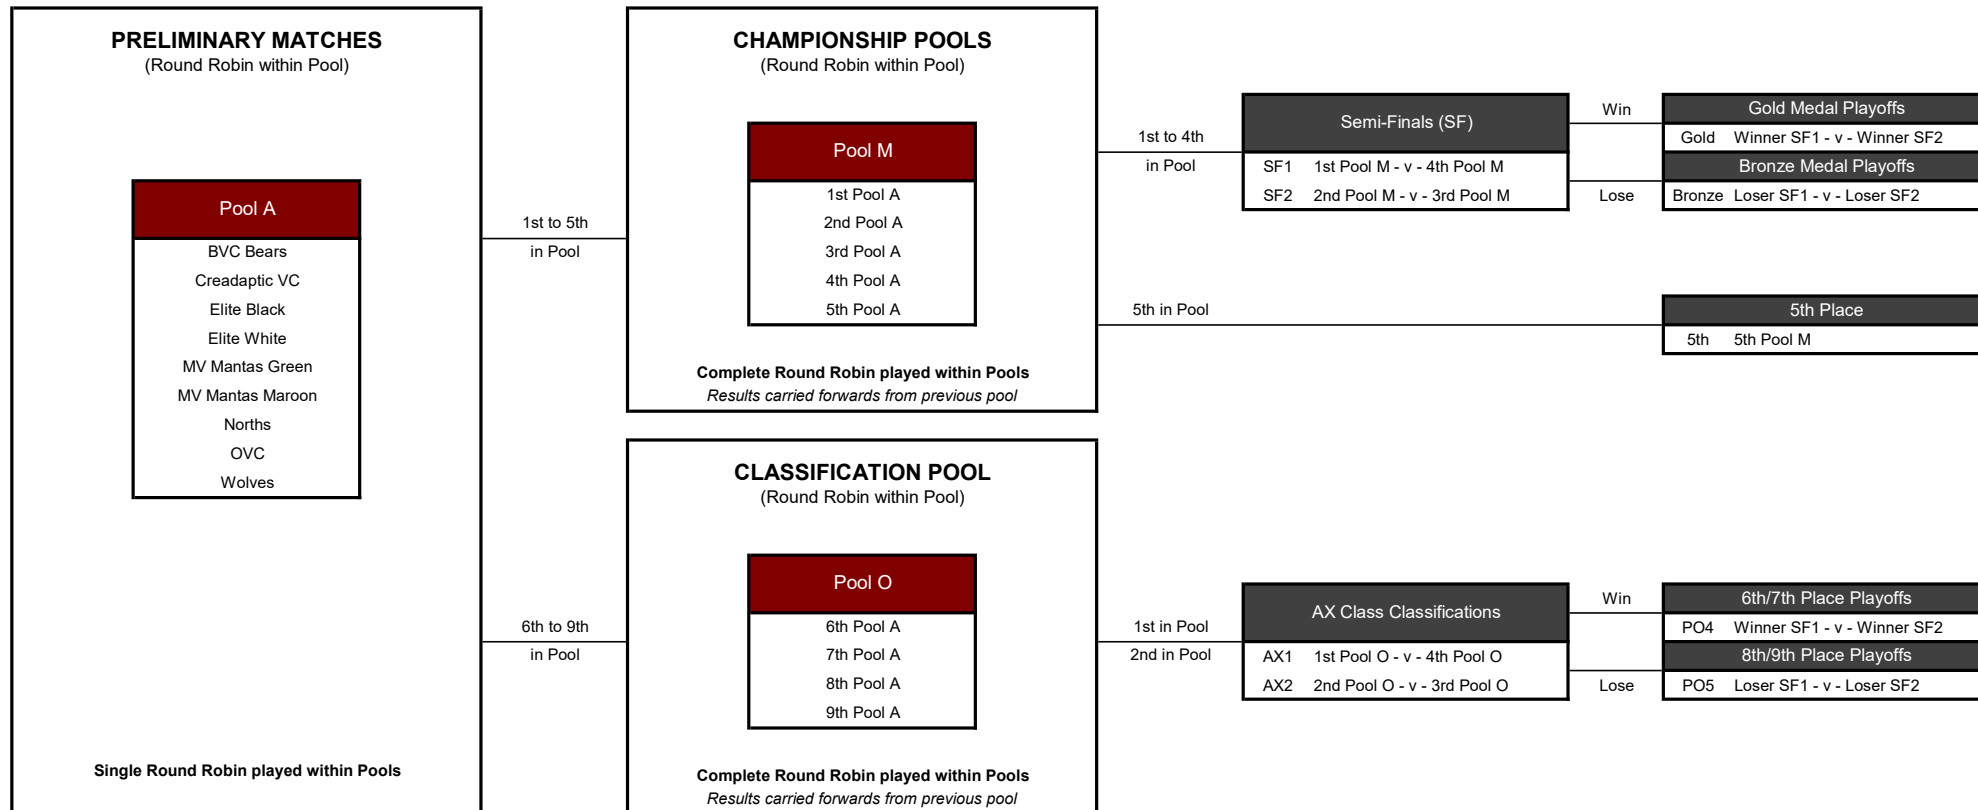 PRELIMINARY MATCHES
(Round Robin within Pool)
Pool A
BVC Bears
Creadaptic VC
Elite Black
Elite White
MV Mantas Green
MV Mantas Maroon
Norths
OVC
Wolves
Single Round Robin played within Pools
1st to 5th
in Pool
6th to 9th
in Pool
CHAMPIONSHIP POOLS
(Round Robin within Pool)
Pool M
1st Pool A
2nd Pool A
3rd Pool A
4th Pool A
5th Pool A
Complete Round Robin played within Pools
Results carried forwards from previous pool
CLASSIFICATION POOL
(Round Robin within Pool)
Pool O
6th Pool A
7th Pool A
8th Pool A
9th Pool A
Complete Round Robin played within Pools
Results carried forwards from previous pool
1st to 4th
in Pool
Semi-Finals (SF)
SF1 1st Pool M - v - 4th Pool M
SF2 2nd Pool M - v - 3rd Pool M
Win
Lose
Gold Medal Playoffs
Gold Winner SF1 - v - Winner SF2
Bronze Medal Playoffs
Bronze Loser SF1 - v - Loser SF2
5th in Pool
5th Place
5th 5th Pool M
1st in Pool
2nd in Pool
AX Class Classifications
AX1 1st Pool O - v - 4th Pool O
AX2 2nd Pool O - v - 3rd Pool O
Win
Lose
6th/7th Place Playoffs
PO4 Winner SF1 - v - Winner SF2
8th/9th Place Playoffs
PO5 Loser SF1 - v - Loser SF2